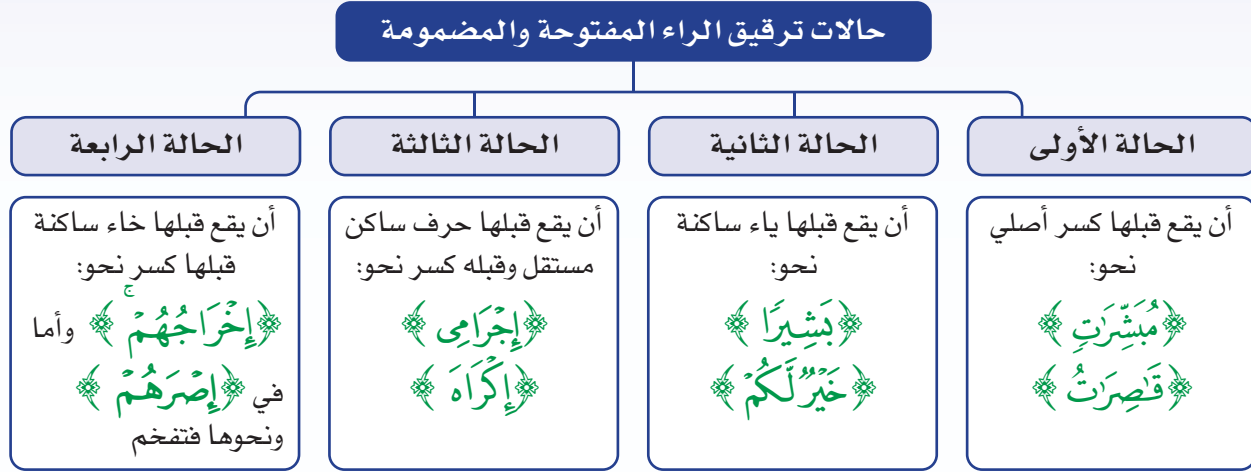 حالات ترقيق الراء المفتوحة والمضمومة
الحالة الأولى
أن يقع قبلها كسر أصلي
نحو:
﴿مُبَشِّرَٰتٖ﴾
﴿قَٰصِرَٰتُ﴾
الحالة الثانية
أن يقع قبلها ياء ساكنة
نحو:
﴿بَشِيرٗا﴾
﴿خَيۡرٞ لَّكُمۡ﴾
الحالة الثالثة
أن يقع قبلها حرف ساكن
مستقل وقبله كسر نحو:
﴿إِجۡرَامِي﴾
﴿إِكۡرَاهَ﴾
الحالة الرابعة
أن يقع قبلها خاء ساكنة
قبلها كسر نحو:
﴿إِخۡرَاجُهُمۡۚ﴾ وأما
في ﴿إِصۡرَهُمۡ﴾
ونحوها فتفخم